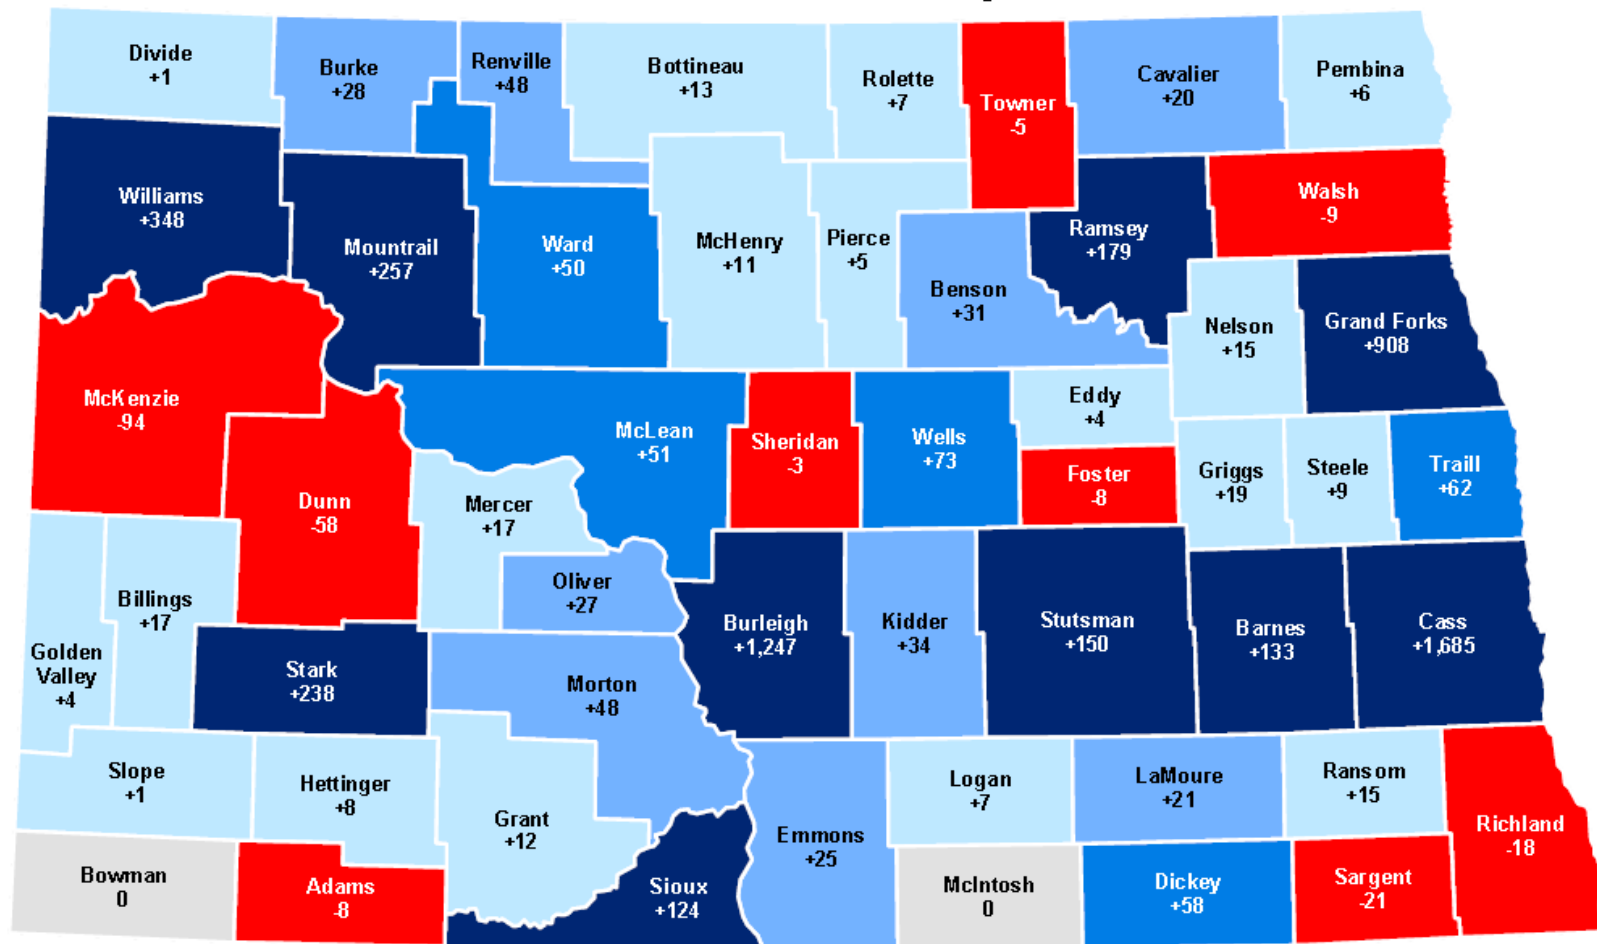 Divide
+1
Burke
+28
Renville
+48
Bottineau
+13
Rolette
+7
Towner
-5
Cavalier
+20
Pembina
+6
Williams
+348
Mountrail
+257
Ward
+50
McHenry
+11
Pierce
+5
Benson
+31
Ramsey
+179
Walsh
-9
Nelson
+15
Grand Forks
+908
McKenzie
-94
Dunn
-58
Mercer
+17
McLean
+51
Sheridan
-3
Wells
+73
Eddy
+4
Foster
-8
Griggs
+19
Steele
+9
Traill
+62
Golden
Valley
+4
Billings
+17
Stark
+238
Oliver
+27
Morton
+48
Burleigh
+1,247
Kidder
+34
Stutsman
+150
Barnes
+133
Cass
+1,685
Slope
+1
Hettinger
+8
Grant
+12
Emmons
+25
Logan
+7
LaMoure
+21
Ransom
+15
Richland
-18
Bowman
0
Adams
-8
Sioux
+124
McIntosh
0
Dickey
+58
Sargent
-21